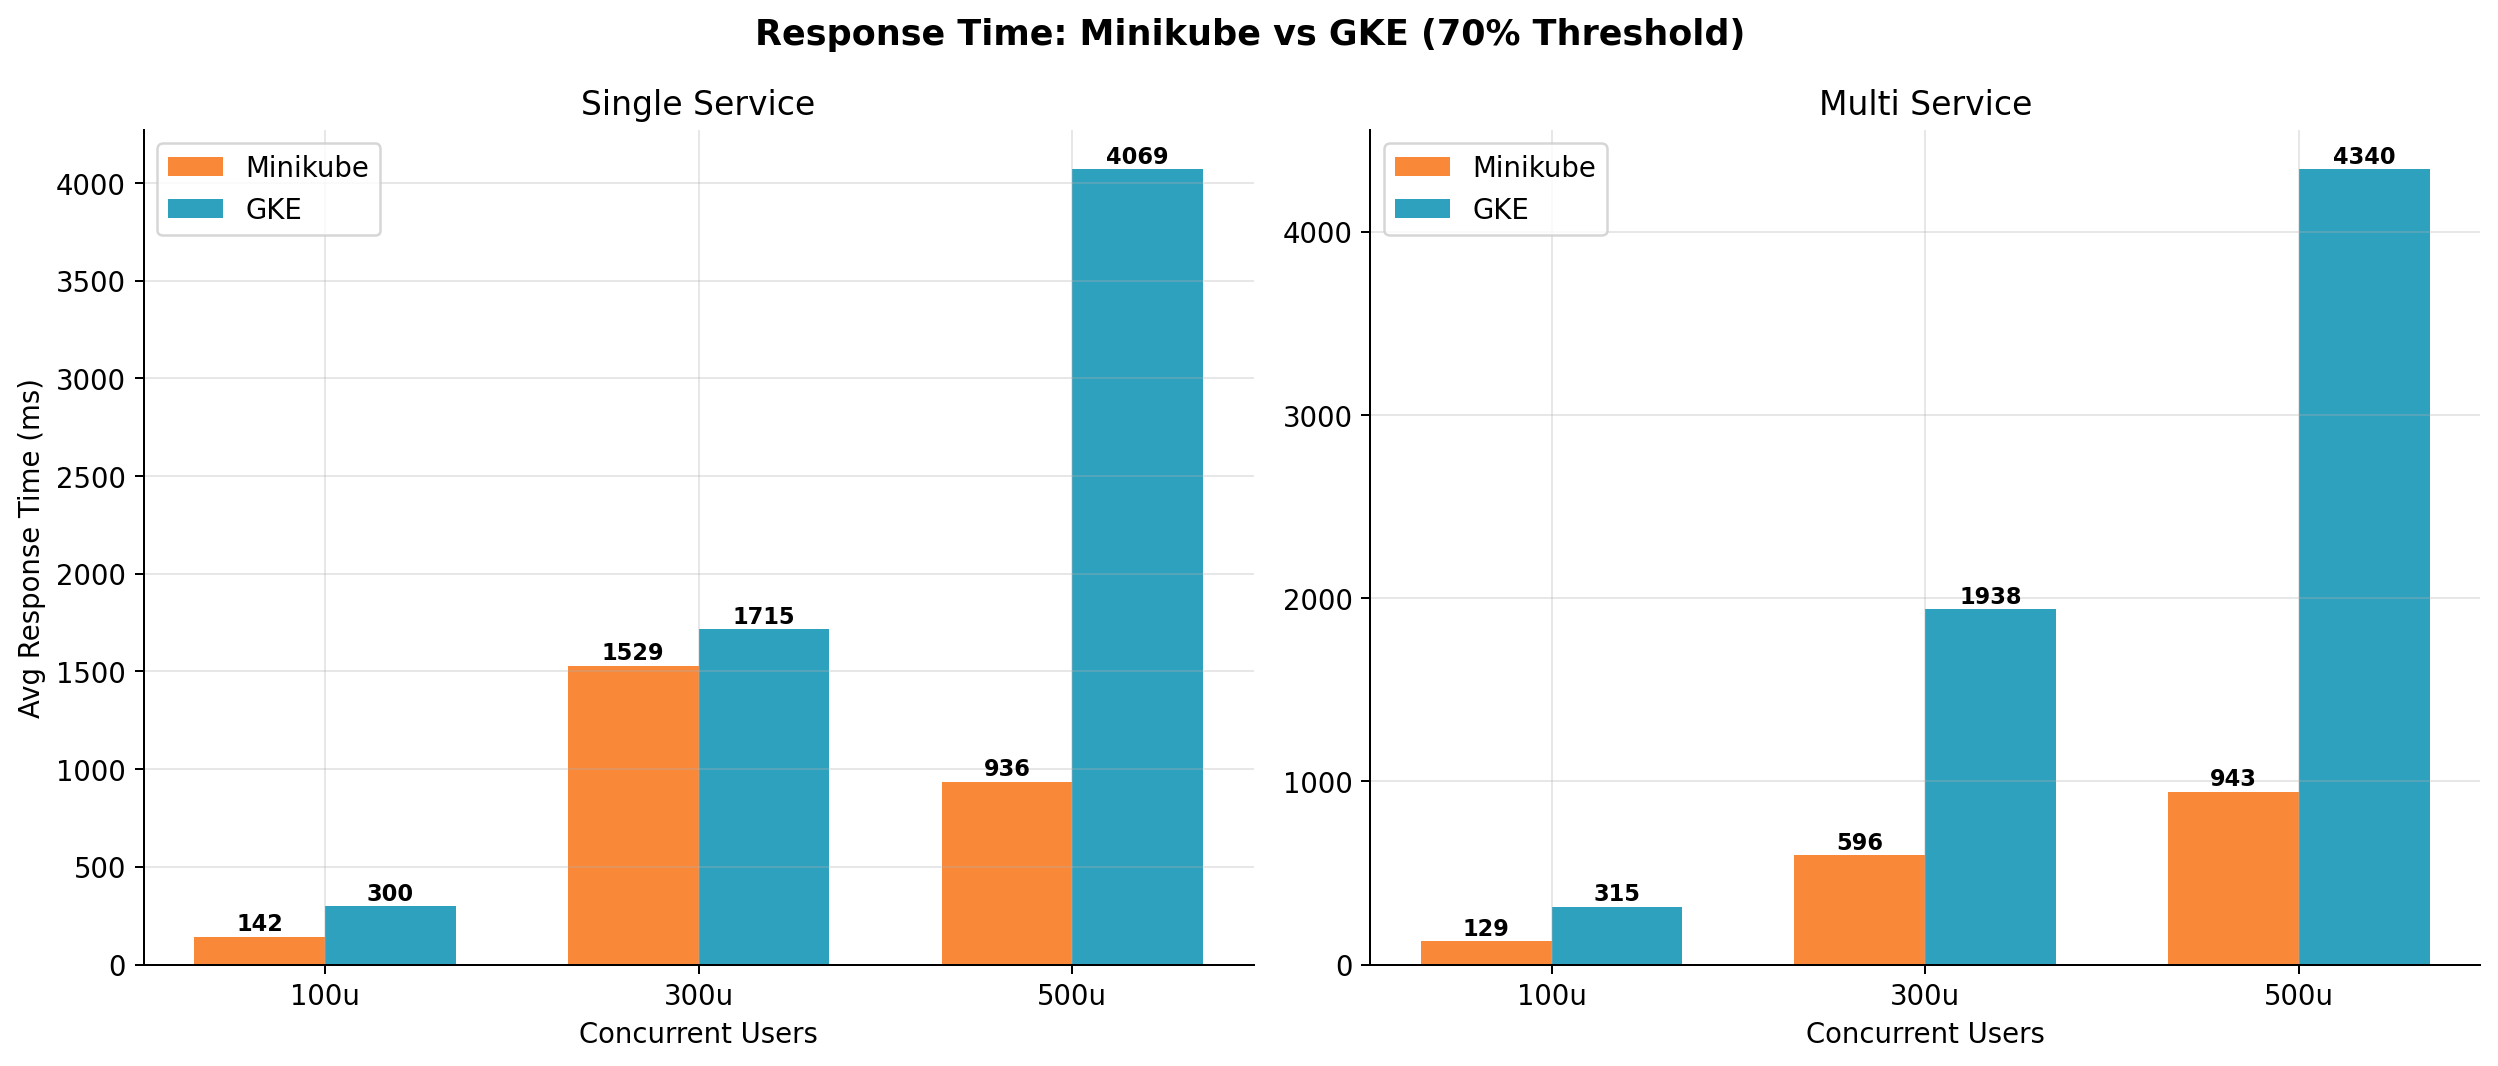 Response Time: Minikube vs GKE (70% Threshold)
Single Service
Minikube
GKE
Avg Response Time (ms)
4000
3500
3000
2500
2000
1500
1000
500
0
142
300
1529
1715
936
4069
100u
300u
500u
Concurrent Users
Multi Service
Minikube
GKE
4000
3000
2000
1000
0
129
315
596
1938
943
4340
100u
300u
500u
Concurrent Users